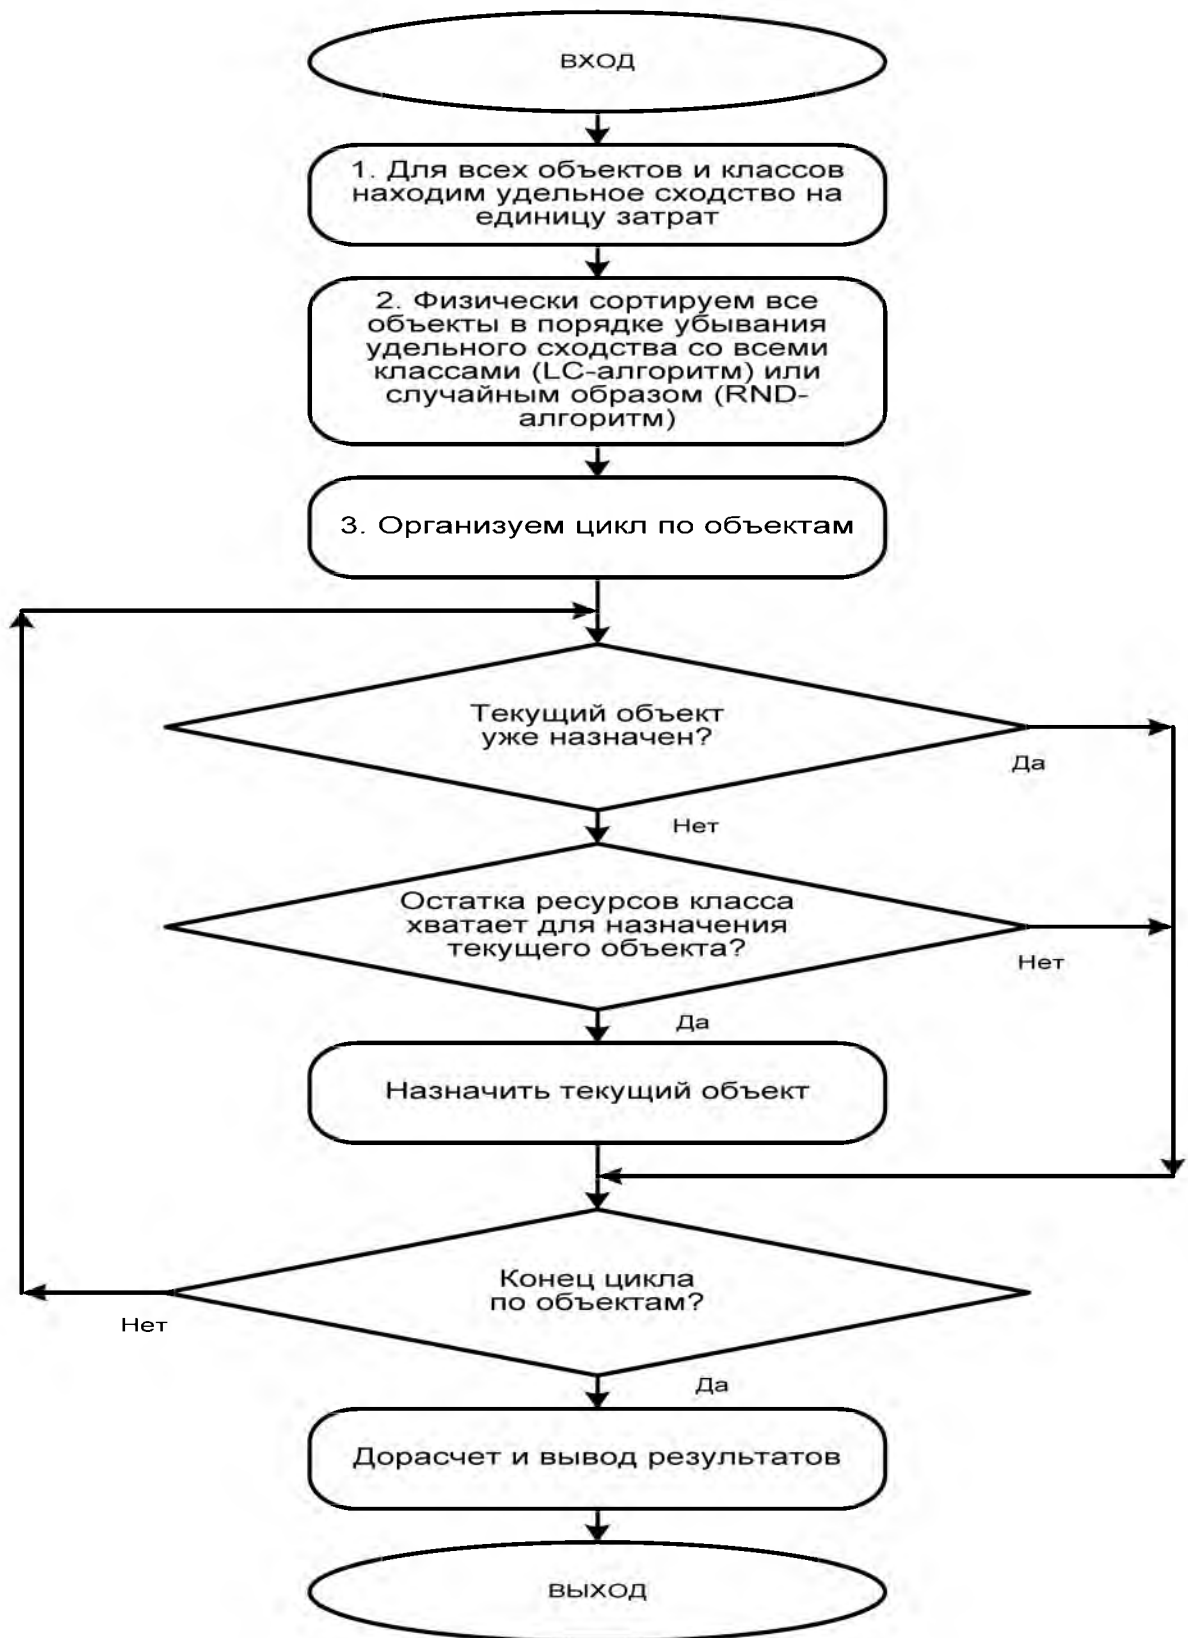 ВХОД
1. Для всех объектов и классов
находим удельное сходство на
единицу затрат
2. Физически сортируем все
объекты в порядке убывания
удельного сходства со всеми
классами (LC-алгоритм) или
случайным образом (RND-
алгоритм)
3. Организуем цикл по объектам
Текущий объект
уже назначен?
Да
Нет
Остатка ресурсов класса
хватает для назначения
текущего объекта?
Нет
Да
Назначить текущий объект
Конец цикла
по объектам?
Нет
Да
Дорасчет и вывод результатов
ВЫХОД